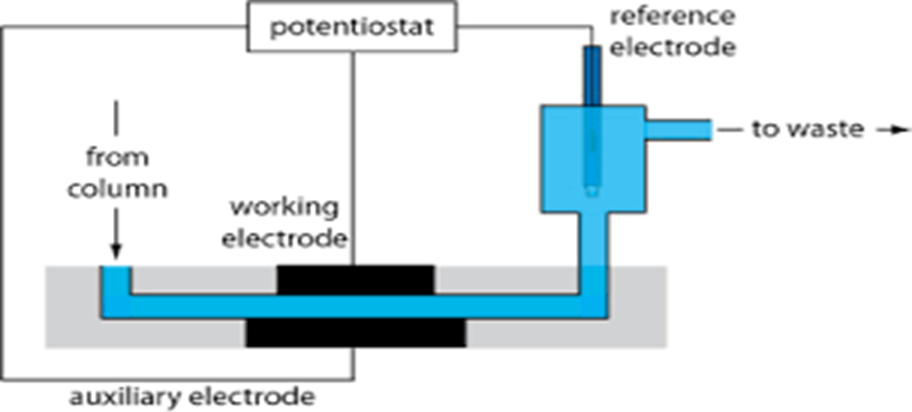 potentiostat
reference
electrode
to waste
from
column
working
electrode
auxiliary electrode